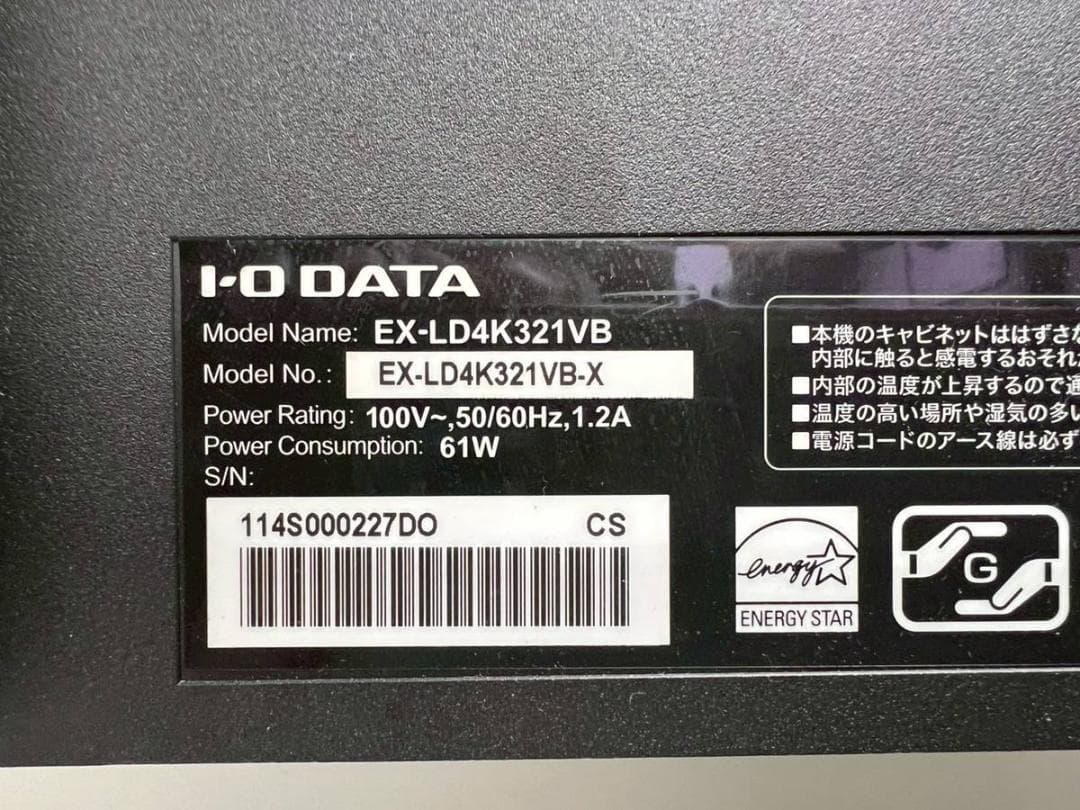 I-O DATA
Model Name: EX-LD4K321VB
Model No.: EX-LD4K321VB-X
Power Rating: 100V~,50/60Hz,1.2A
Power Consumption: 61W
S/N:
114S000227DO CS
■本機のキャビネットははずさな
内部に触ると感電するおそれ
■内部の温度が上昇するので通
■温度の高い場所や湿気の多い
■電源コードのアース線は必ず
energy
ENERGY STAR
G